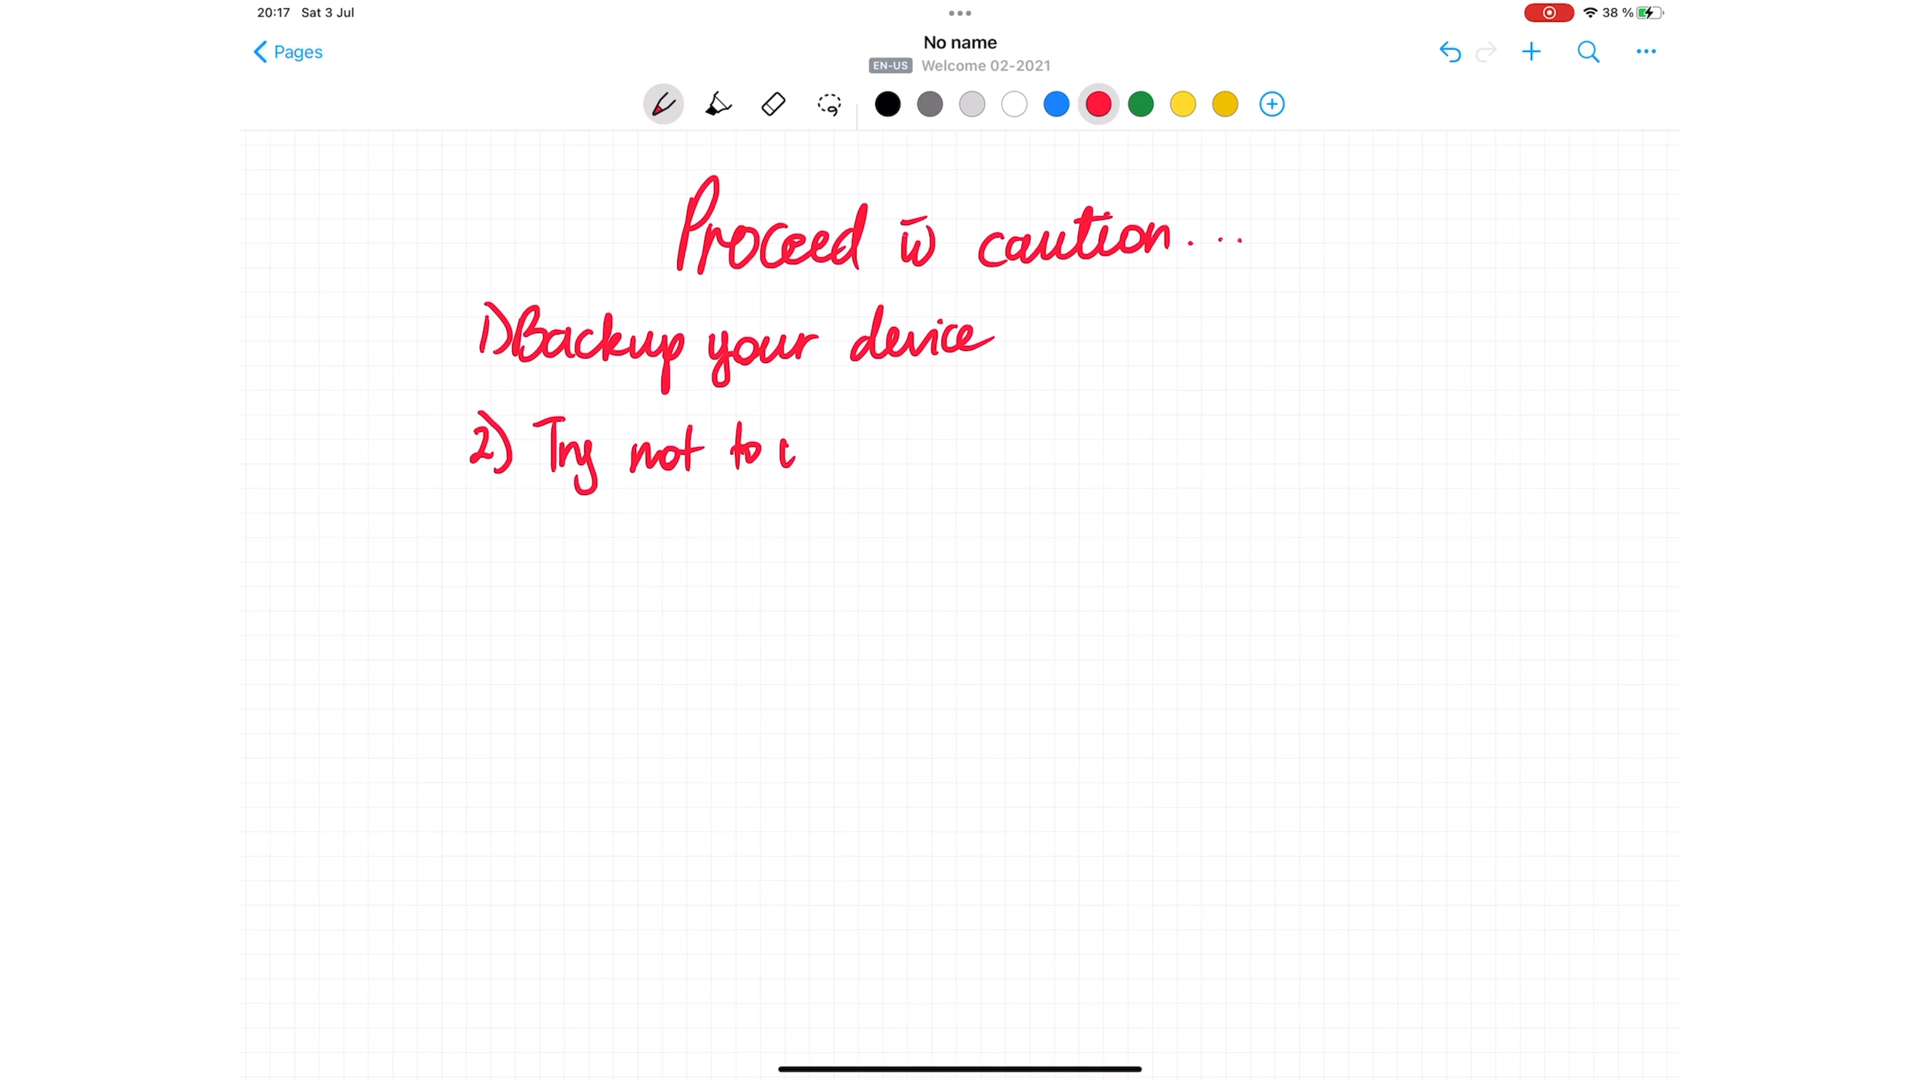 20:17 Sat 3 Jul
38 %
Pages
No name
EN-US Welcome 02-2021
Proceed w̄ caution...
1) Backup your device
2) Try not to